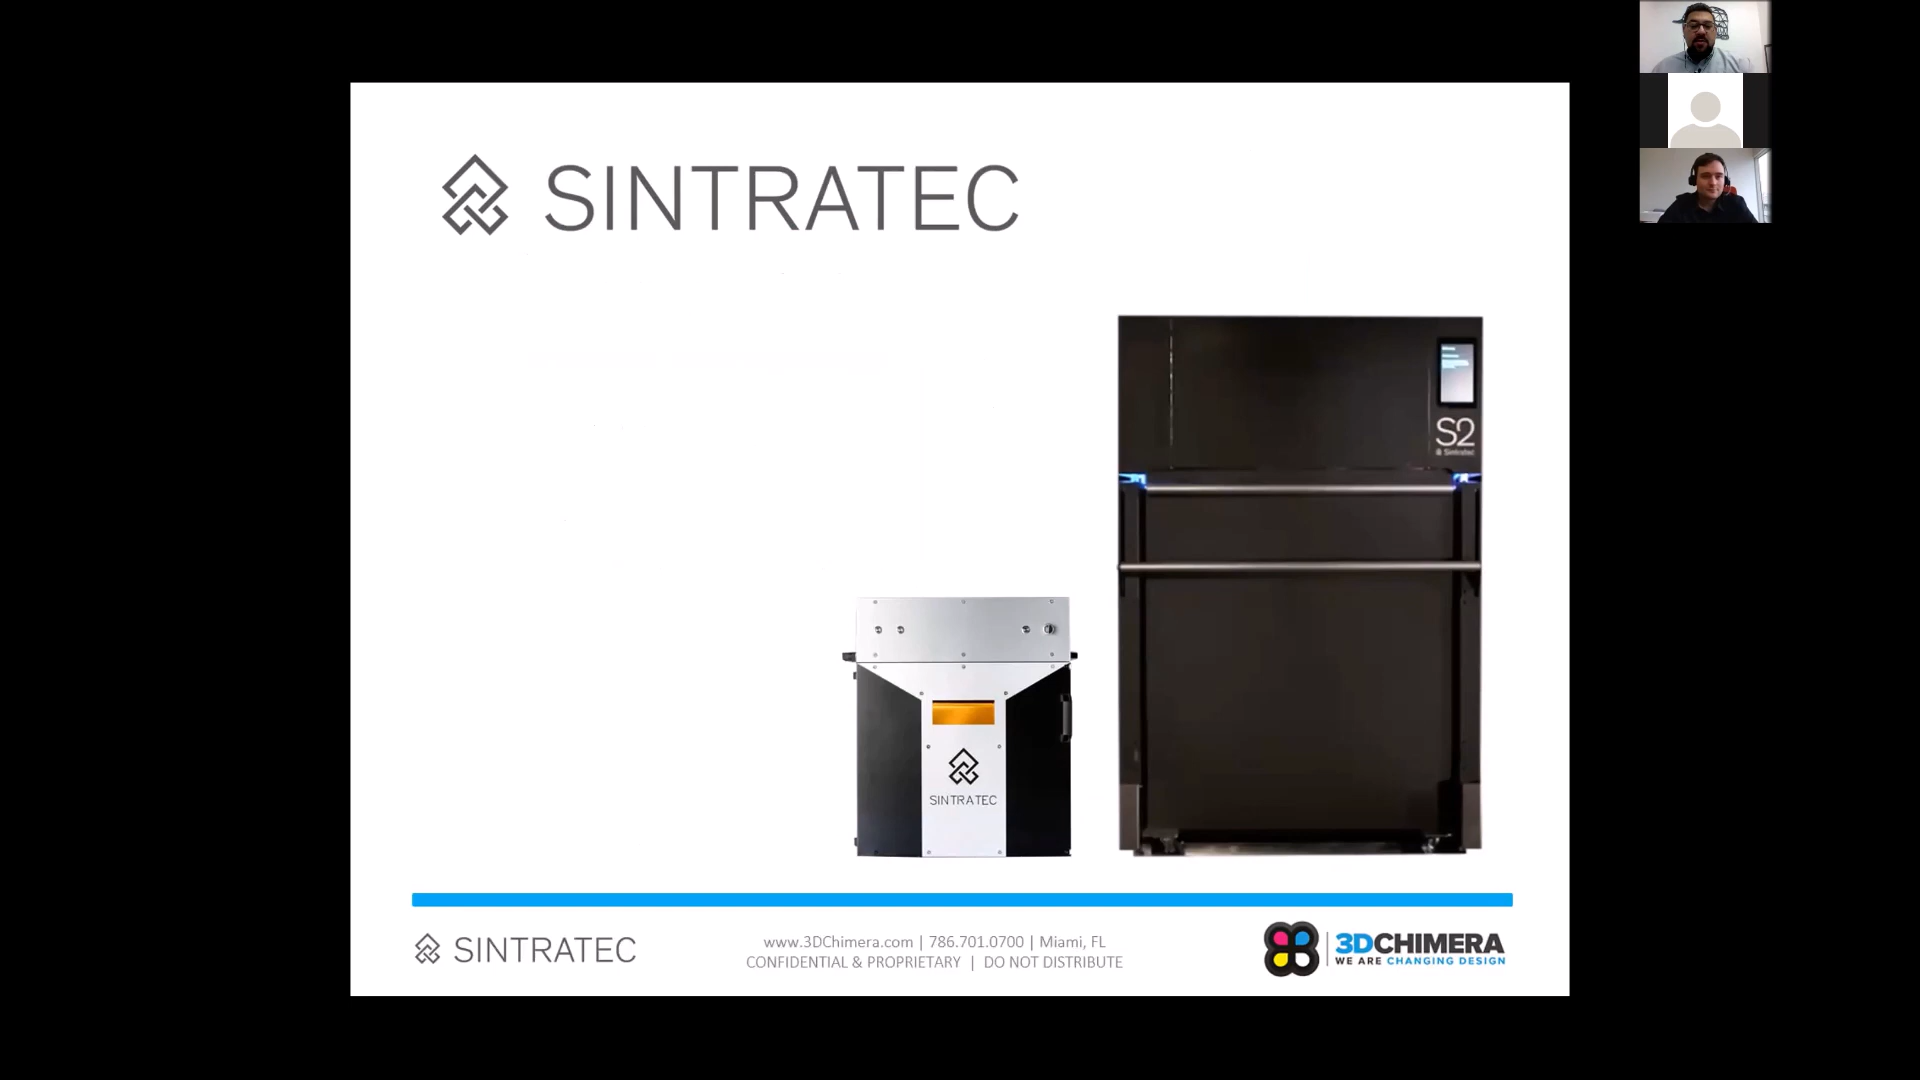 SINTRATEC
S2
Sintratec
SINTRATEC
SINTRATEC
www.3DChimera.com | 786.701.0700 | Miami, FL
CONFIDENTIAL & PROPRIETARY | DO NOT DISTRIBUTE
3DCHIMERA
WE ARE CHANGING DESIGN